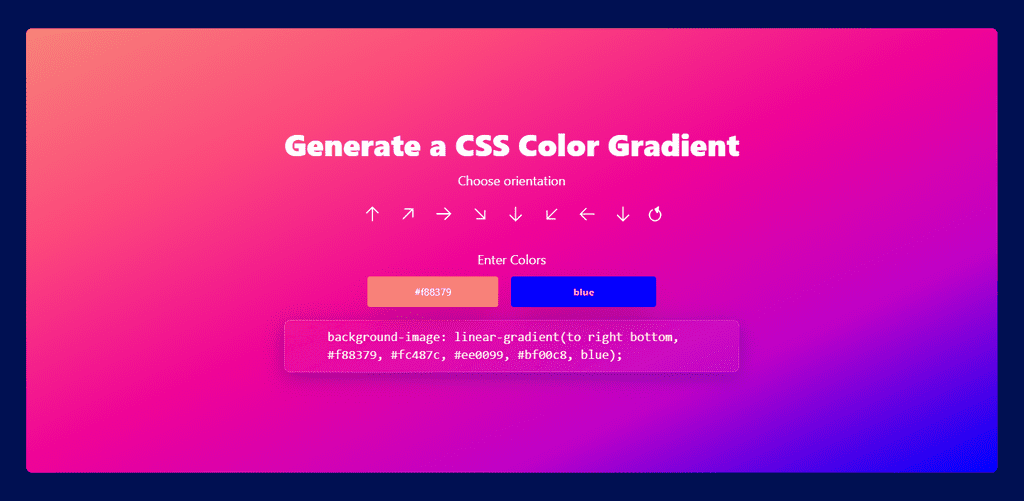 Generate a CSS Color Gradient
Choose orientation
↑ ↗ → ↘ ↓ ↙ ← ↓
Enter Colors
#f88379 blue
background-image: linear-gradient(to right bottom,
#f88379, #fc487c, #ee0099, #bf00c8, blue);